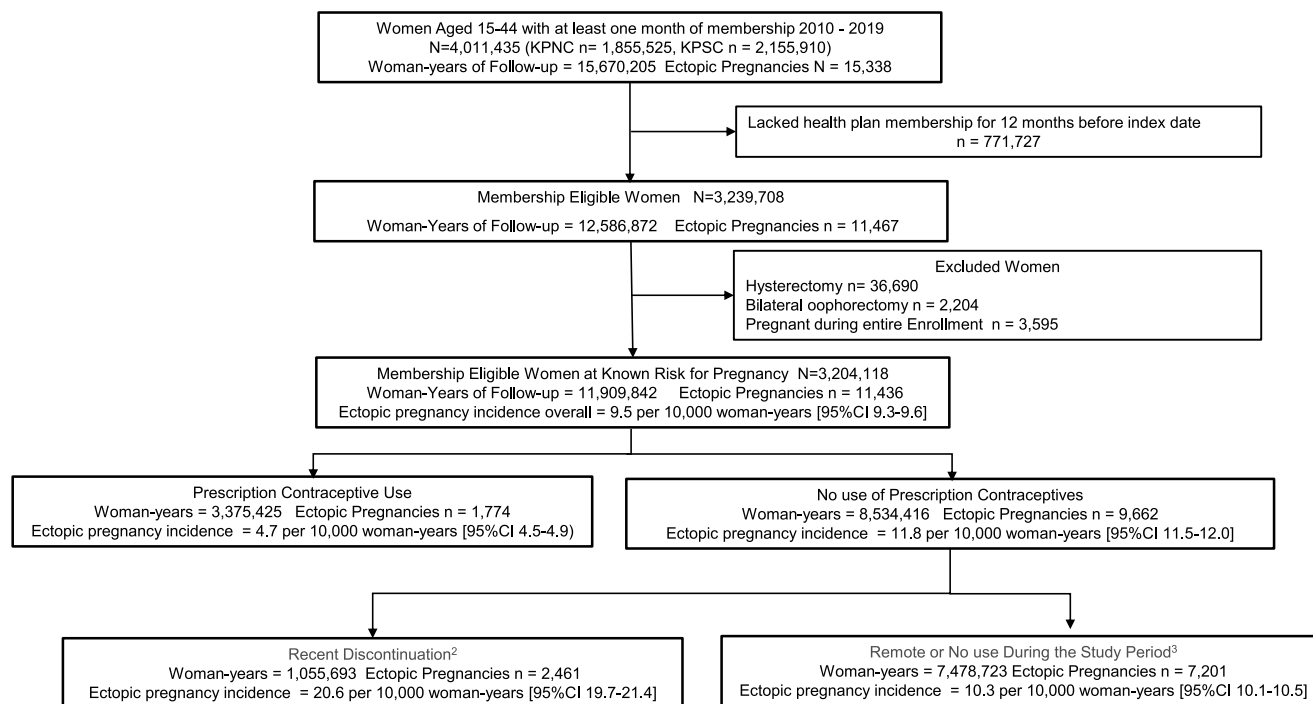 Women Aged 15-44 with at least one month of membership 2010 - 2019
N=4,011,435 (KPNC n= 1,855,525, KPSC n = 2,155,910)
Woman-years of Follow-up = 15,670,205 Ectopic Pregnancies N = 15,338
Lacked health plan membership for 12 months before index date
n = 771,727
Membership Eligible Women N=3,239,708
Woman-Years of Follow-up = 12,586,872 Ectopic Pregnancies n = 11,467
Excluded Women
Hysterectomy n= 36,690
Bilateral oophorectomy n = 2,204
Pregnant during entire Enrollment n = 3,595
Membership Eligible Women at Known Risk for Pregnancy N=3,204,118
Woman-Years of Follow-up = 11,909,842 Ectopic Pregnancies n = 11,436
Ectopic pregnancy incidence overall = 9.5 per 10,000 woman-years [95%CI 9.3-9.6]
Prescription Contraceptive Use
Woman-years = 3,375,425 Ectopic Pregnancies n = 1,774
Ectopic pregnancy incidence = 4.7 per 10,000 woman-years [95%CI 4.5-4.9)
No use of Prescription Contraceptives
Woman-years = 8,534,416 Ectopic Pregnancies n = 9,662
Ectopic pregnancy incidence = 11.8 per 10,000 woman-years [95%CI 11.5-12.0]
Recent Discontinuation²
Woman-years = 1,055,693 Ectopic Pregnancies n = 2,461
Ectopic pregnancy incidence = 20.6 per 10,000 woman-years [95%CI 19.7-21.4]
Remote or No use During the Study Period³
Woman-years = 7,478,723 Ectopic Pregnancies n = 7,201
Ectopic pregnancy incidence = 10.3 per 10,000 woman-years [95%CI 10.1-10.5]